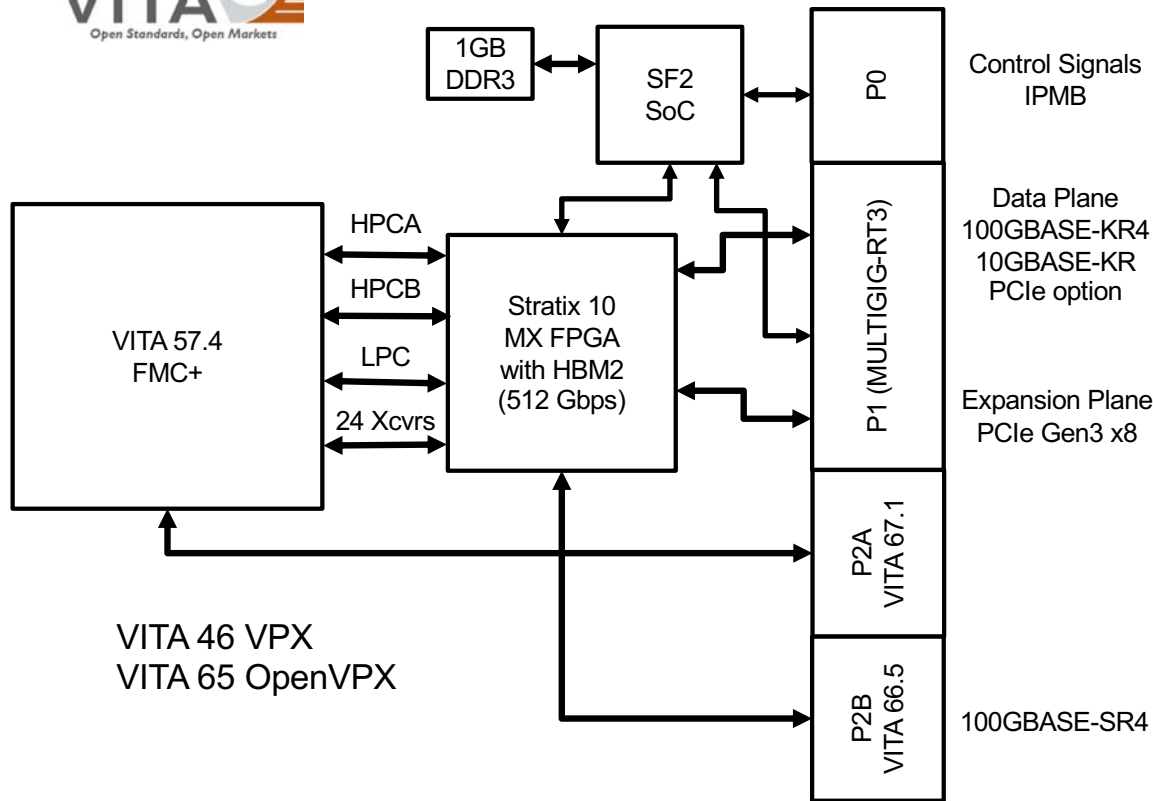 VITA
Open Standards, Open Markets
1GB
DDR3
SF2
SoC
P0
Control Signals
IPMB
HPCA
HPCB
LPC
24 Xcvrs
VITA 57.4
FMC+
Stratix 10
MX FPGA
with HBM2
(512 Gbps)
P1 (MULTIGIG-RT3)
Data Plane
100GBASE-KR4
10GBASE-KR
PCIe option
Expansion Plane
PCIe Gen3 x8
P2A
VITA 67.1
VITA 46 VPX
VITA 65 OpenVPX
P2B
VITA 66.5
100GBASE-SR4